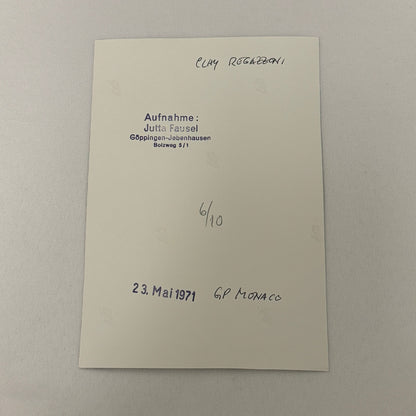 CLAY REGAZZONI
Aufnahme:
Jutta Fausel
Göppingen-Jebenhausen
Bolzweg 5/1
6/10
23. Mai 1971 GP MONACO